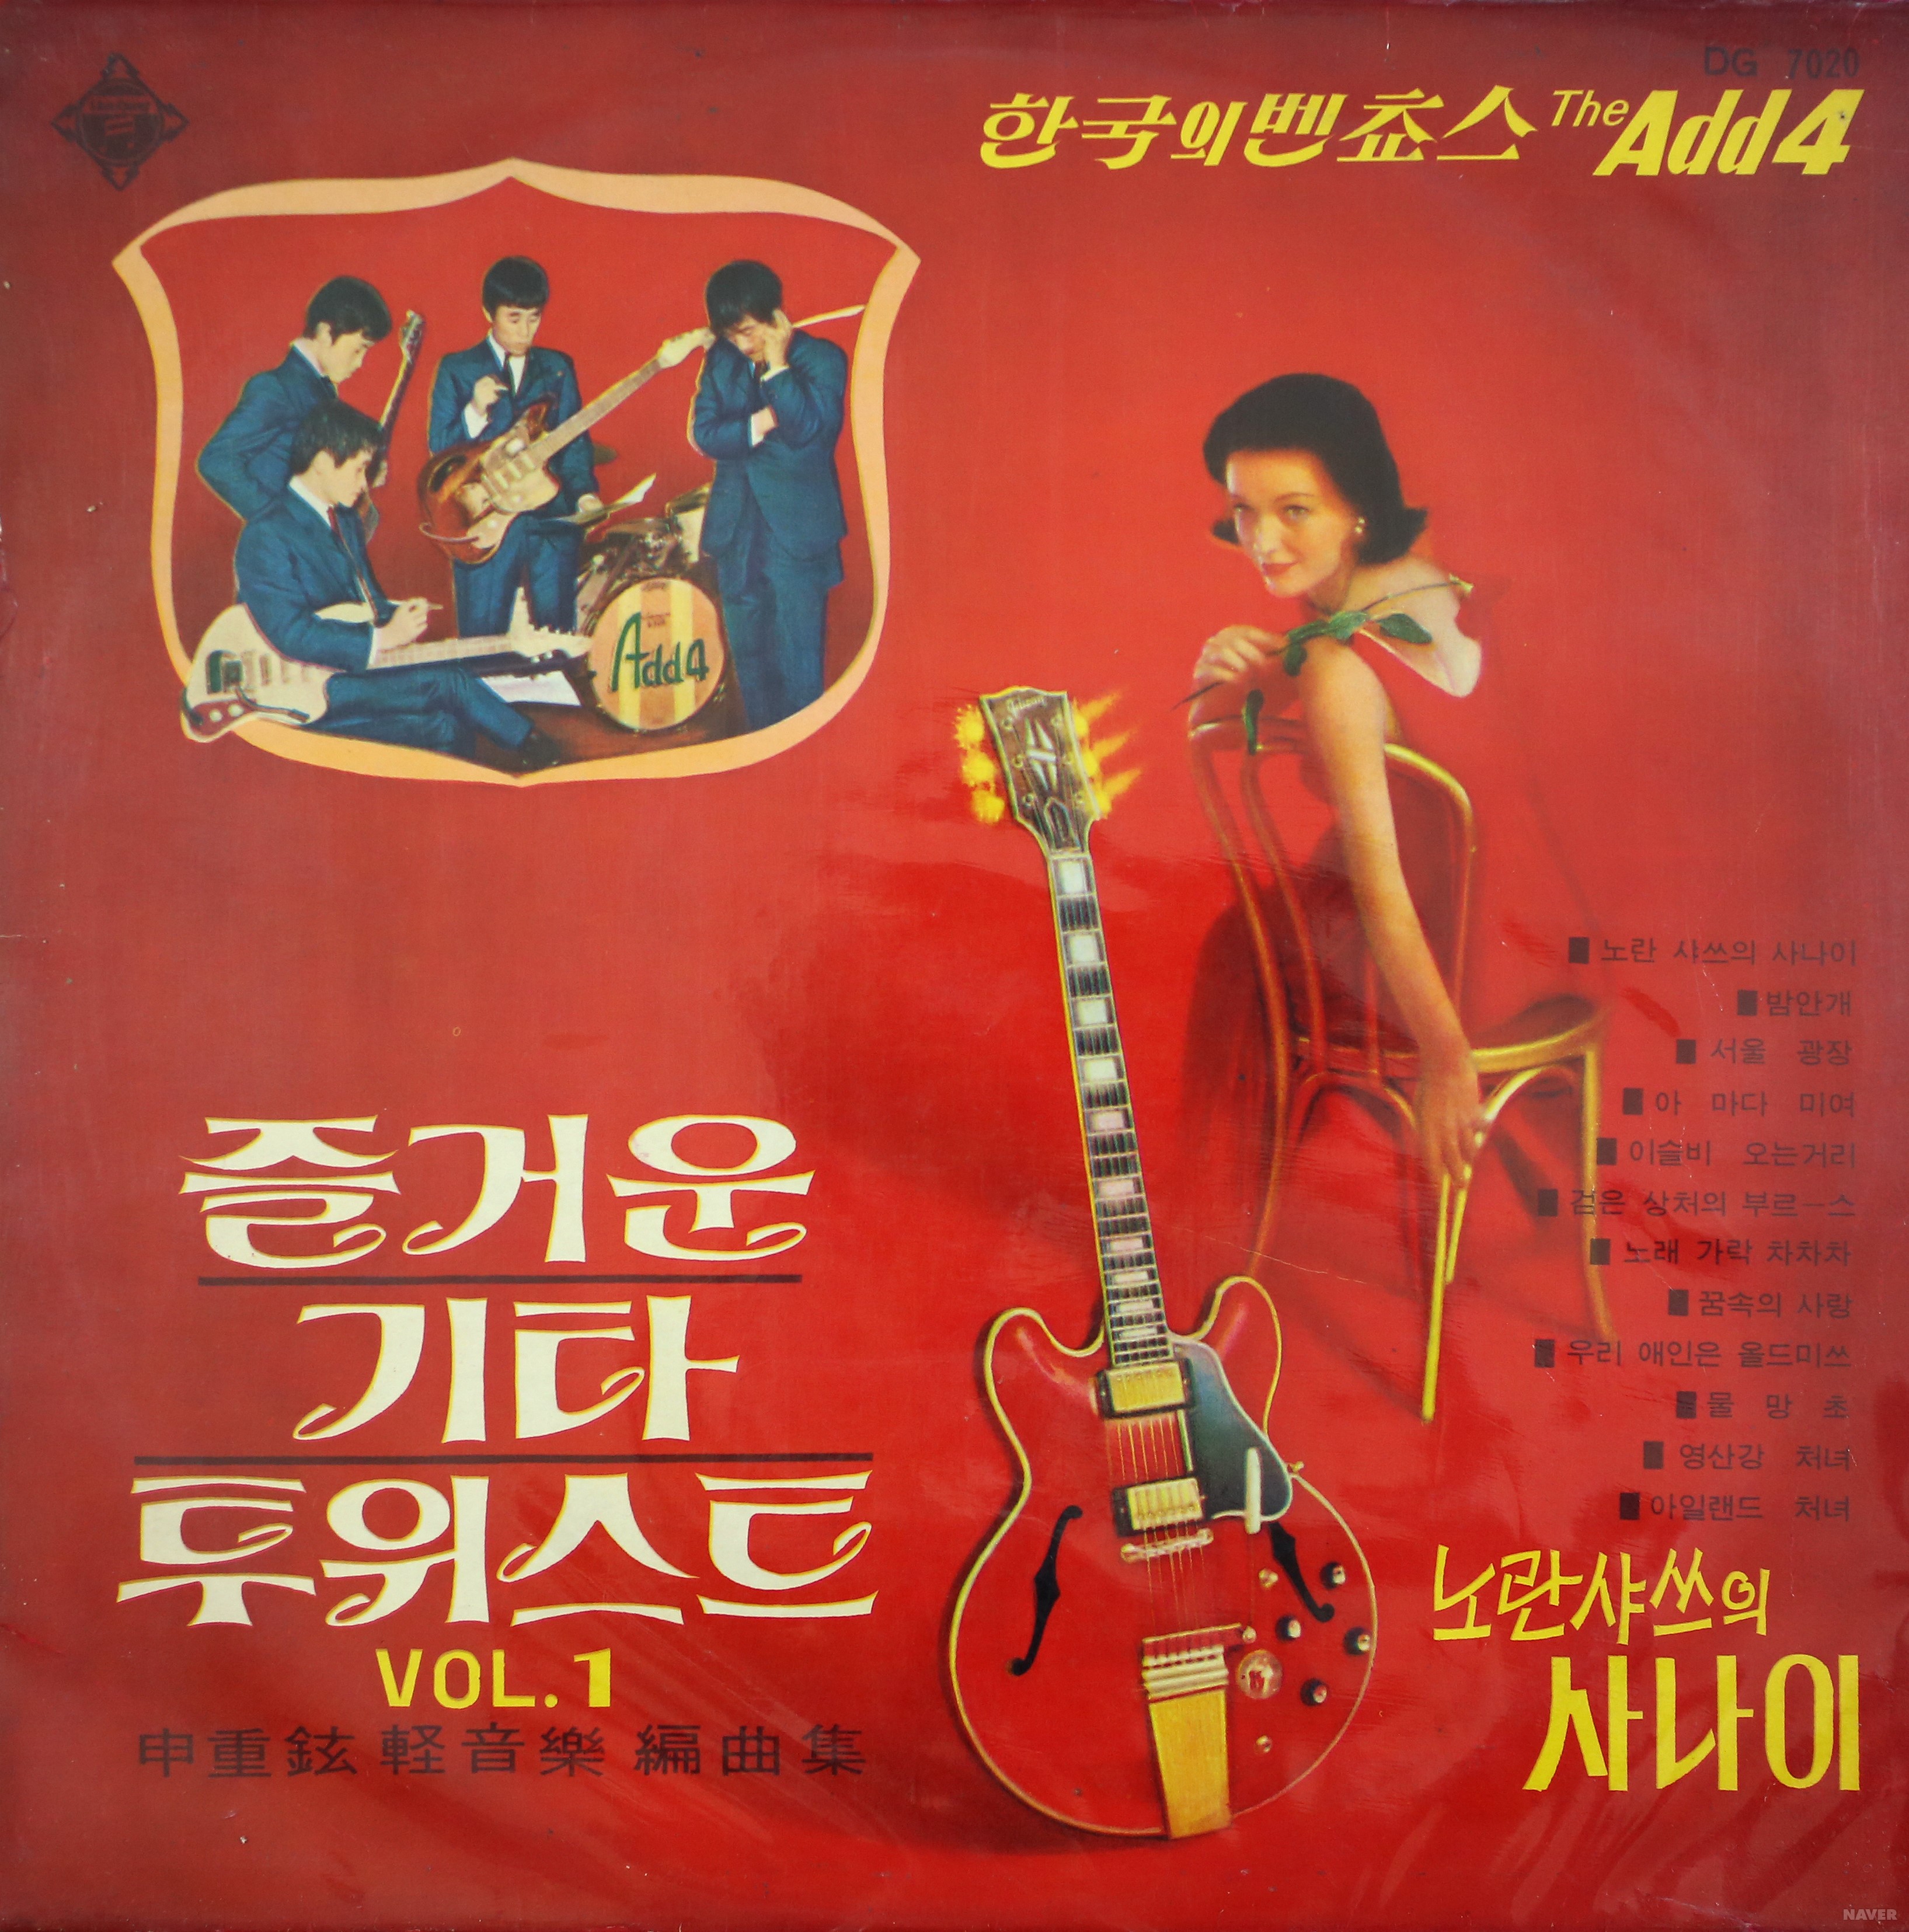 DG 7020
한국의 벤쵸스 The Add4
Add4
Gibson
■ 노란 샤쓰의 사나이
■ 밤안개
■ 서울 광장
■ 아 마다 미여
■ 이슬비 오는거리
■ 검은 상처의 부르–스
■ 노래 가락 차차차
■ 꿈속의 사랑
■ 우리 애인은 올드미쓰
■ 물 망 초
■ 영산강 처녀
■ 아일랜드 처녀
즐거운
기타
투위스트
VOL.1
申重鉉 軽音樂 編曲集
노란샤쓰의
사나이
NAVER